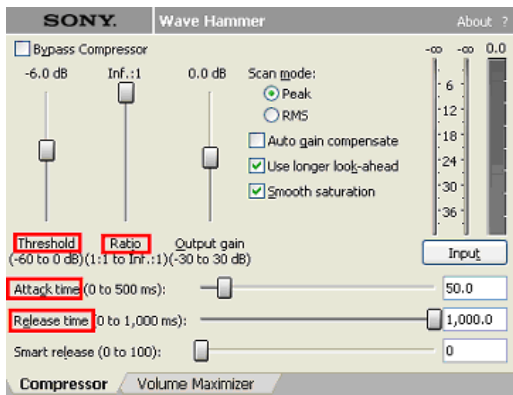 SONY. Wave Hammer About ?
Bypass Compressor -∞ -∞ 0.0
-6.0 dB Inf.:1 0.0 dB Scan mode:
Peak
RMS
Auto gain compensate
Use longer look-ahead
Smooth saturation
6
12
18
24
30
36
Threshold Ratio Output gain
(-60 to 0 dB)(1:1 to Inf.:1)(-30 to 30 dB)
Input
Attack time (0 to 500 ms): 50.0
Release time (0 to 1,000 ms): 1,000.0
Smart release (0 to 100): 0
Compressor Volume Maximizer